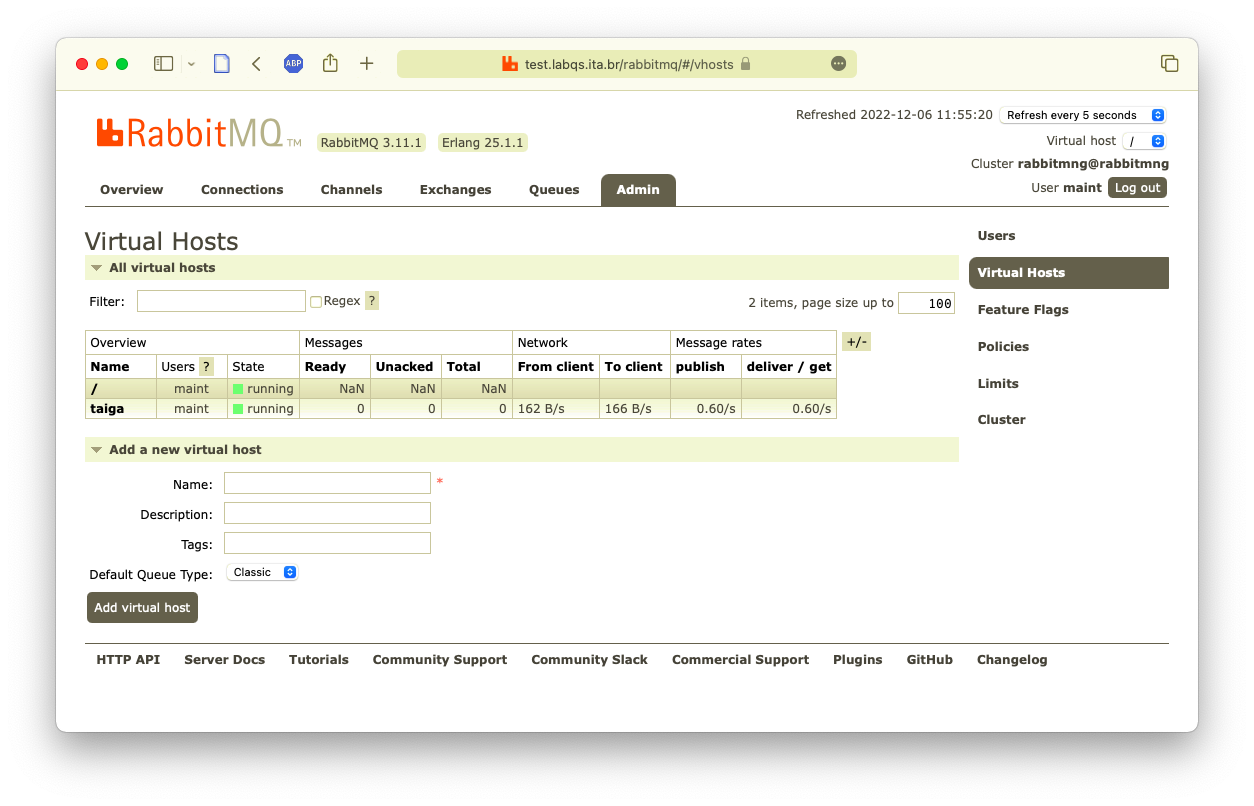 ABP
test.labqs.ita.br/rabbitmq/#/vhosts
RabbitMQ TM
RabbitMQ 3.11.1 Erlang 25.1.1
Refreshed 2022-12-06 11:55:20 Refresh every 5 seconds
Virtual host /
Cluster rabbitmng@rabbitmng
User maint Log out
Overview Connections Channels Exchanges Queues Admin
Virtual Hosts
All virtual hosts
Filter: Regex ? 2 items, page size up to 100
Overview Messages Network Message rates +/-
Name Users ? State Ready Unacked Total From client To client publish deliver / get
/ maint running NaN NaN NaN
taiga maint running 0 0 0 162 B/s 166 B/s 0.60/s 0.60/s
Add a new virtual host
Name: *
Description:
Tags:
Default Queue Type: Classic
Add virtual host
Users
Virtual Hosts
Feature Flags
Policies
Limits
Cluster
HTTP API Server Docs Tutorials Community Support Community Slack Commercial Support Plugins GitHub Changelog